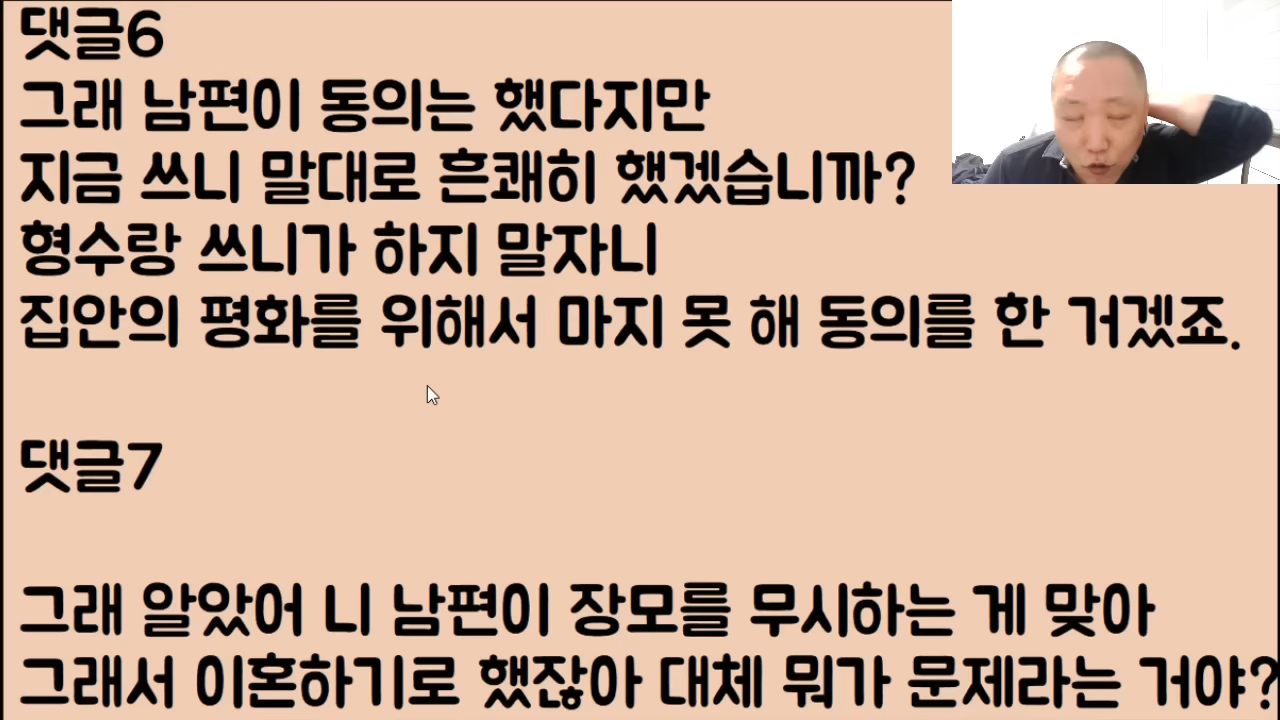 댓글6
그래 남편이 동의는 했다지만
지금 쓰니 말대로 흔쾌히 했겠습니까?
형수랑 쓰니가 하지 말자니
집안의 평화를 위해서 마지 못 해 동의를 한 거겠죠.
댓글7
그래 알았어 니 남편이 장모를 무시하는 게 맞아
그래서 이혼하기로 했잖아 대체 뭐가 문제라는 거야?